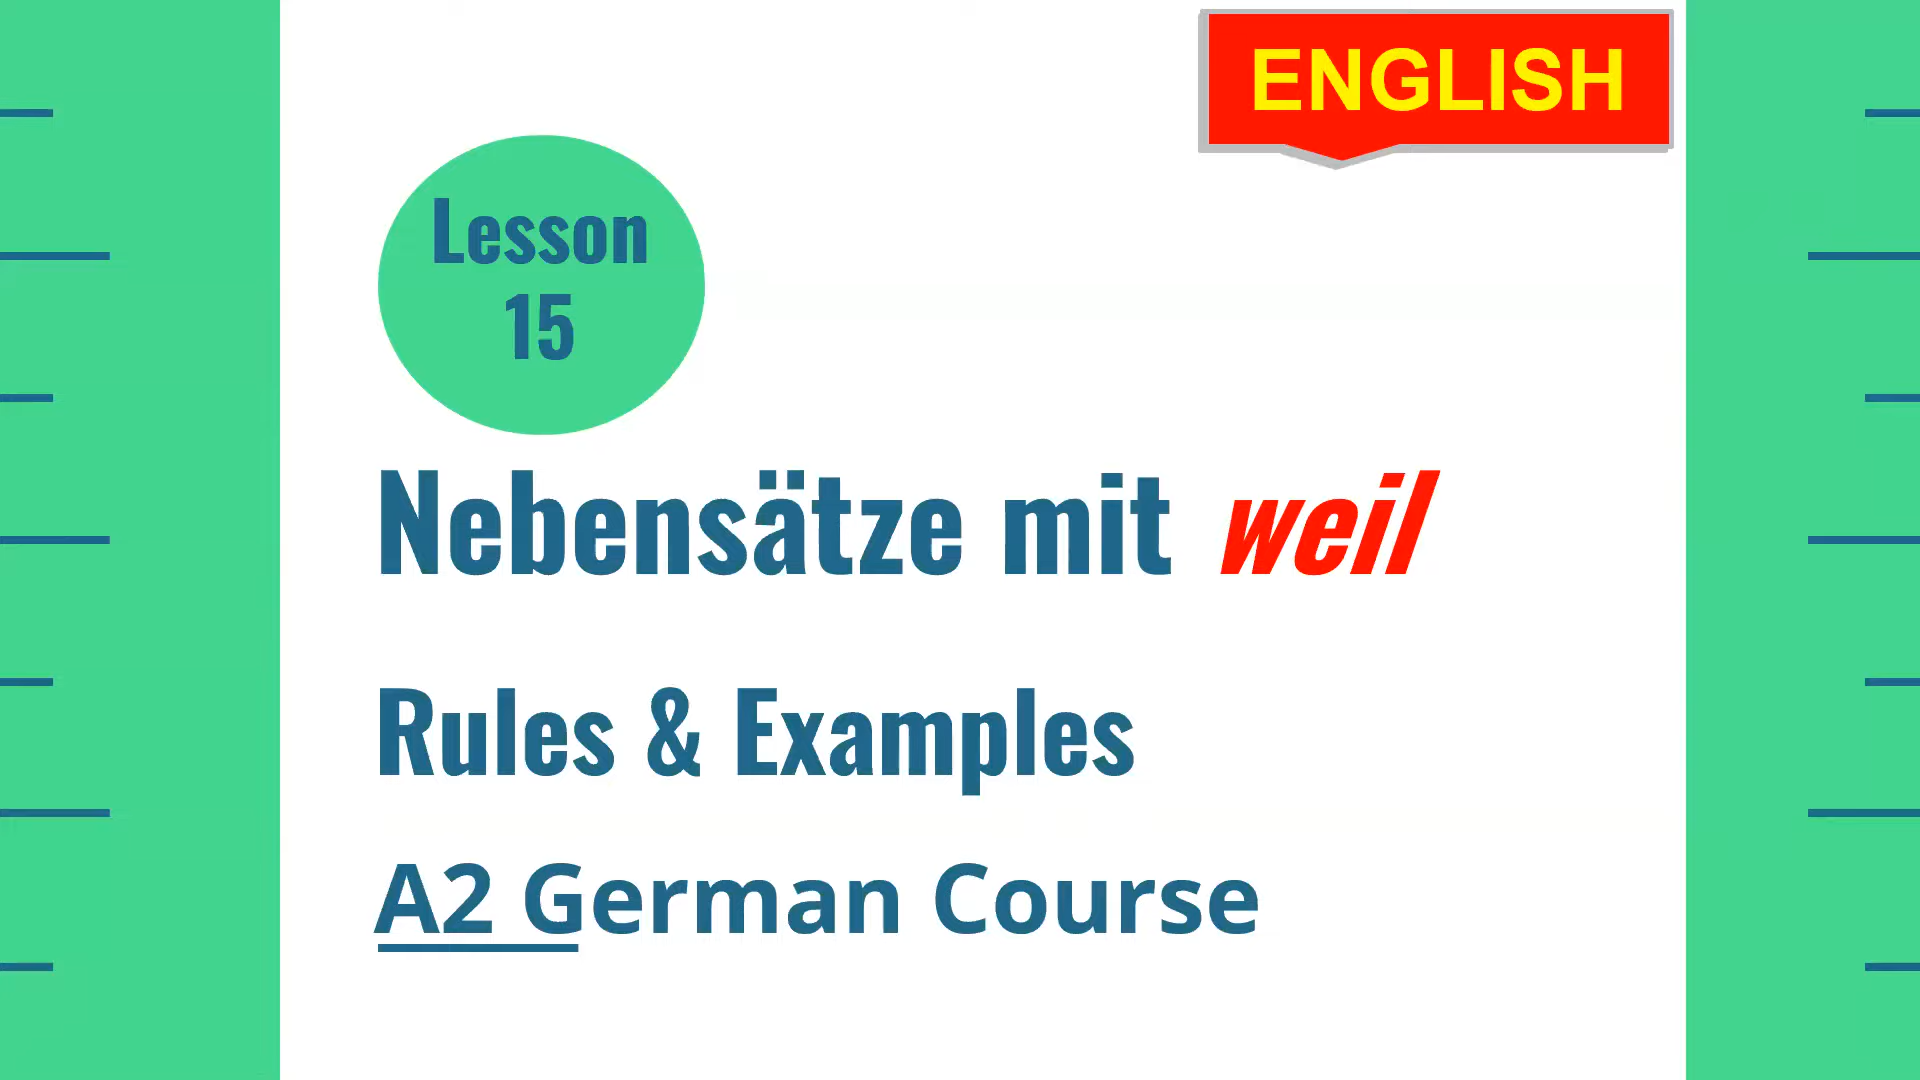 ENGLISH
Lesson
15
Nebensätze mit weil
Rules & Examples
A2 German Course